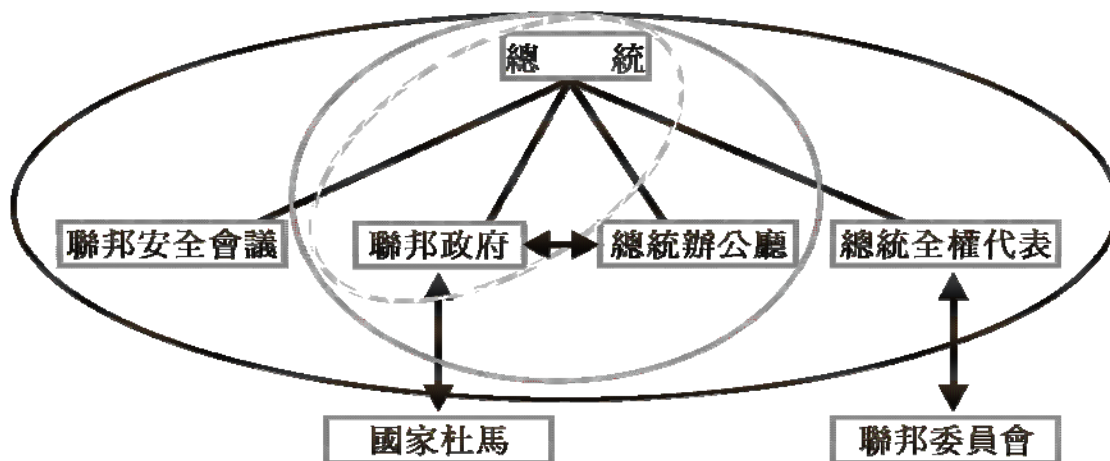 總 統
聯邦安全會議
聯邦政府
總統辦公廳
總統全權代表
國家杜馬
聯邦委員會